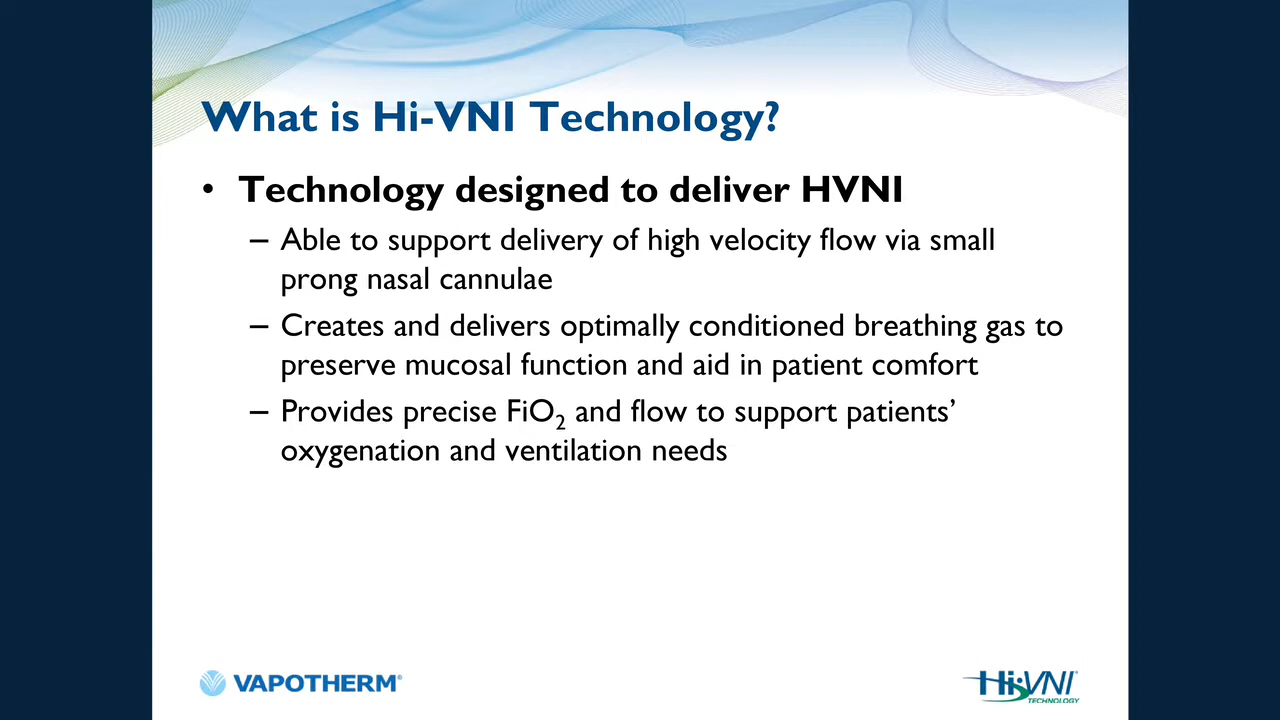 What is Hi-VNI Technology?
• Technology designed to deliver HVNI
– Able to support delivery of high velocity flow via small
prong nasal cannulae
– Creates and delivers optimally conditioned breathing gas to
preserve mucosal function and aid in patient comfort
– Provides precise FiO₂ and flow to support patients’
oxygenation and ventilation needs
VAPOTHERM®
Hi-VNI®
TECHNOLOGY